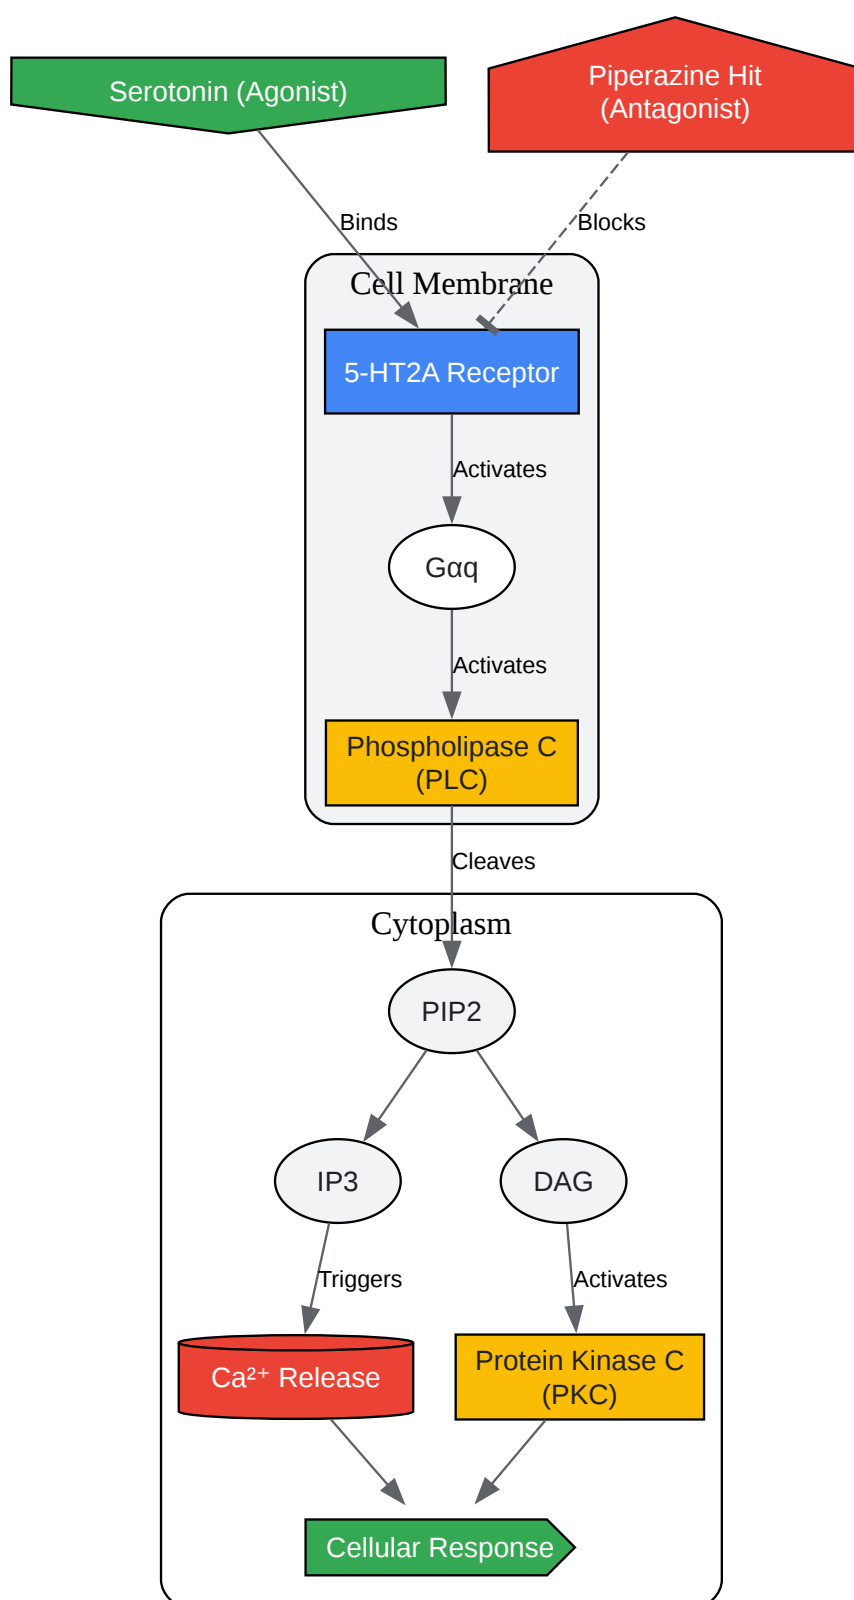 Serotonin (Agonist)
Piperazine Hit
(Antagonist)
Binds
Blocks
Cell Membrane
5-HT2A Receptor
Activates
Gαq
Activates
Phospholipase C
(PLC)
Cleaves
Cytoplasm
PIP2
IP3
DAG
Triggers
Activates
Ca²⁺ Release
Protein Kinase C
(PKC)
Cellular Response